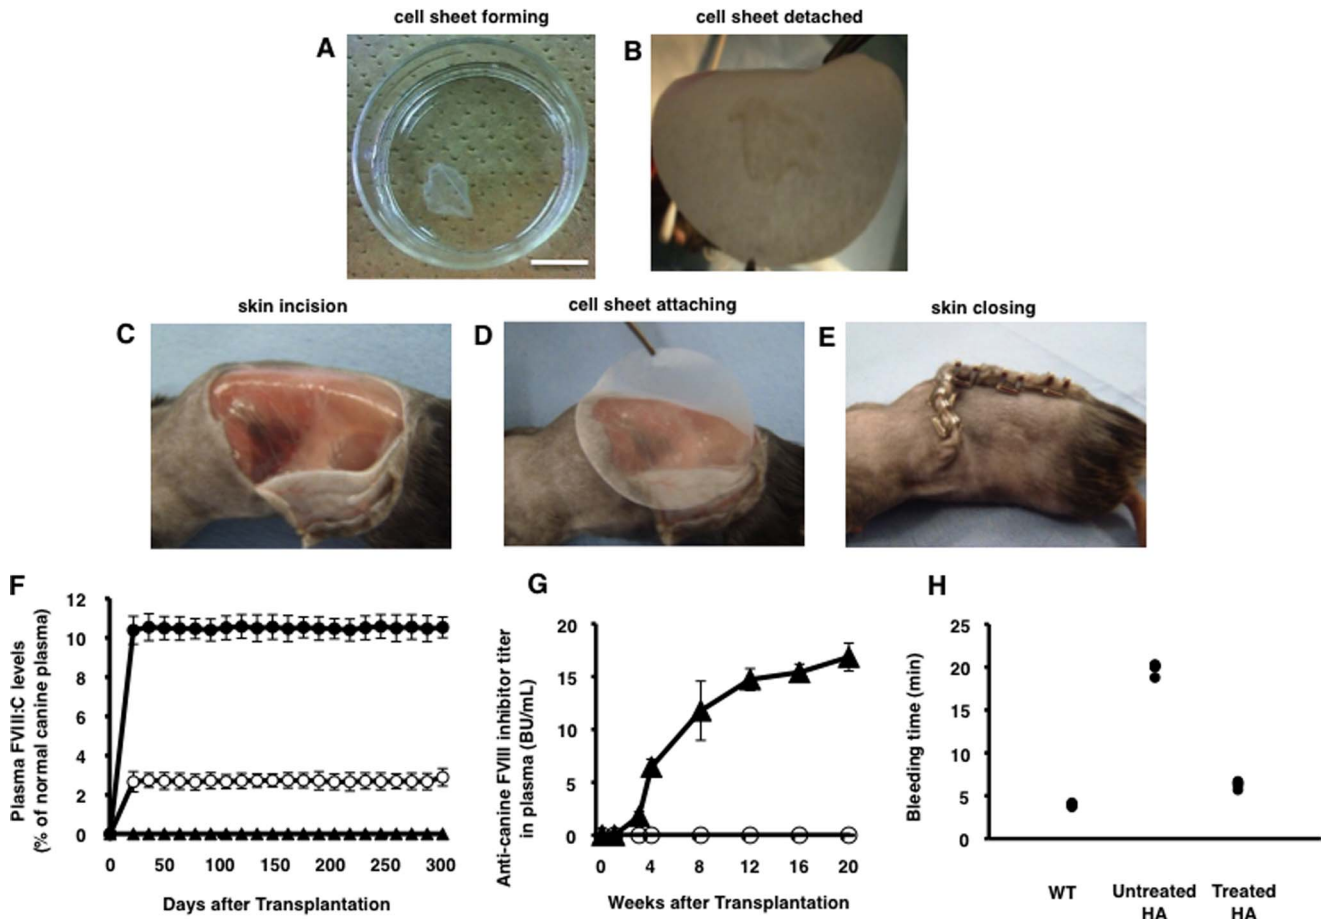 cell sheet forming
cell sheet detached
A
B
skin incision
cell sheet attaching
skin closing
C
D
E
F
Plasma FVIII:C levels
(% of normal canine plasma)
12
10
8
6
4
2
0
0 50 100 150 200 250 300
Days after Transplantation
G
Anti-canine FVIII inhibitor titer
in plasma (BU/mL)
20
15
10
5
0
0 4 8 12 16 20
Weeks after Transplantation
H
Bleeding time (min)
25
20
15
10
5
0
WT
Untreated
HA
Treated
HA